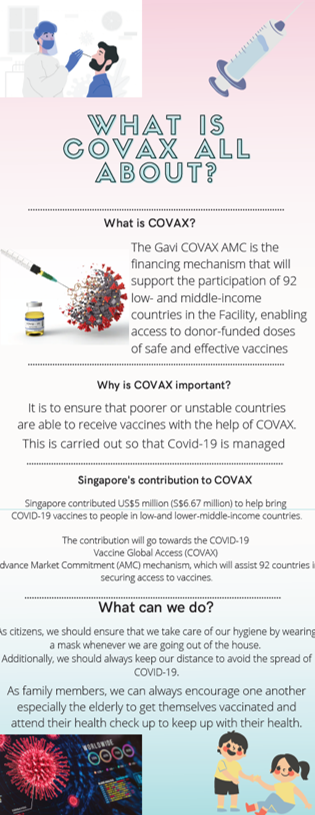 WHAT IS
COVAX ALL
ABOUT?
What is COVAX?
The Gavi COVAX AMC is the
financing mechanism that will
support the participation of 92
low- and middle-income
countries in the Facility, enabling
access to donor-funded doses
of safe and effective vaccines
Why is COVAX important?
It is to ensure that poorer or unstable countries
are able to receive vaccines with the help of COVAX.
This is carried out so that Covid-19 is managed
Singapore's contribution to COVAX
Singapore contributed US$5 million (S$6.67 million) to help bring
COVID-19 vaccines to people in low-and lower-middle-income countries.
The contribution will go towards the COVID-19
Vaccine Global Access (COVAX)
dvance Market Commitment (AMC) mechanism, which will assist 92 countries i
securing access to vaccines.
What can we do?
As citizens, we should ensure that we take care of our hygiene by wearing
a mask whenever we are going out of the house.
Additionally, we should always keep our distance to avoid the spread of
COVID-19.
As family members, we can always encourage one another
especially the elderly to get themselves vaccinated and
attend their health check up to keep up with their health.
WORLDWIDE